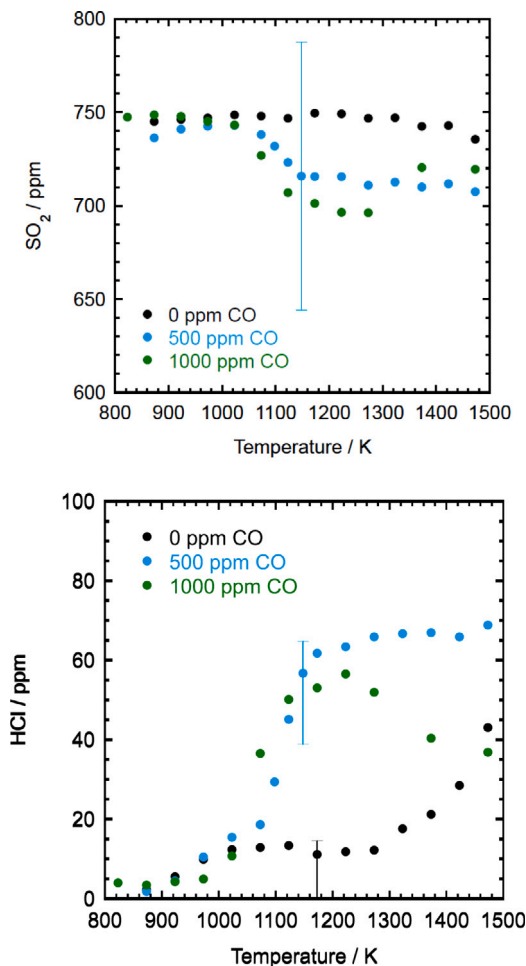 800
750
700
650
600
SO2 / ppm
0 ppm CO
500 ppm CO
1000 ppm CO
800 900 1000 1100 1200 1300 1400 1500
Temperature / K
100
80
60
40
20
0
HCl / ppm
0 ppm CO
500 ppm CO
1000 ppm CO
800 900 1000 1100 1200 1300 1400 1500
Temperature / K